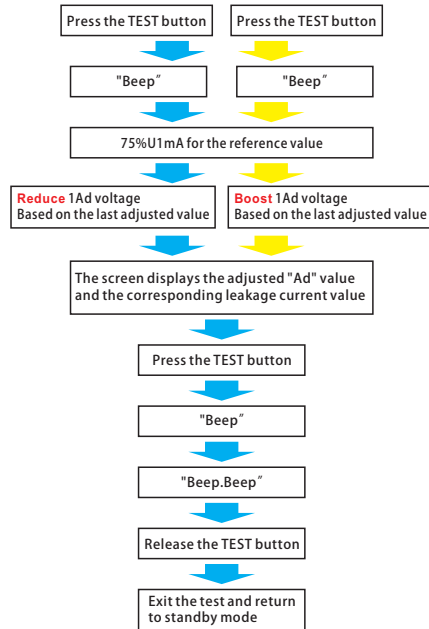 Press the TEST button
Press the TEST button
"Beep"
"Beep"
75%U1mA for the reference value
Reduce 1Ad voltage
Based on the last adjusted value
Boost 1Ad voltage
Based on the last adjusted value
The screen displays the adjusted "Ad" value
and the corresponding leakage current value
Press the TEST button
"Beep"
"Beep.Beep"
Release the TEST button
Exit the test and return
to standby mode